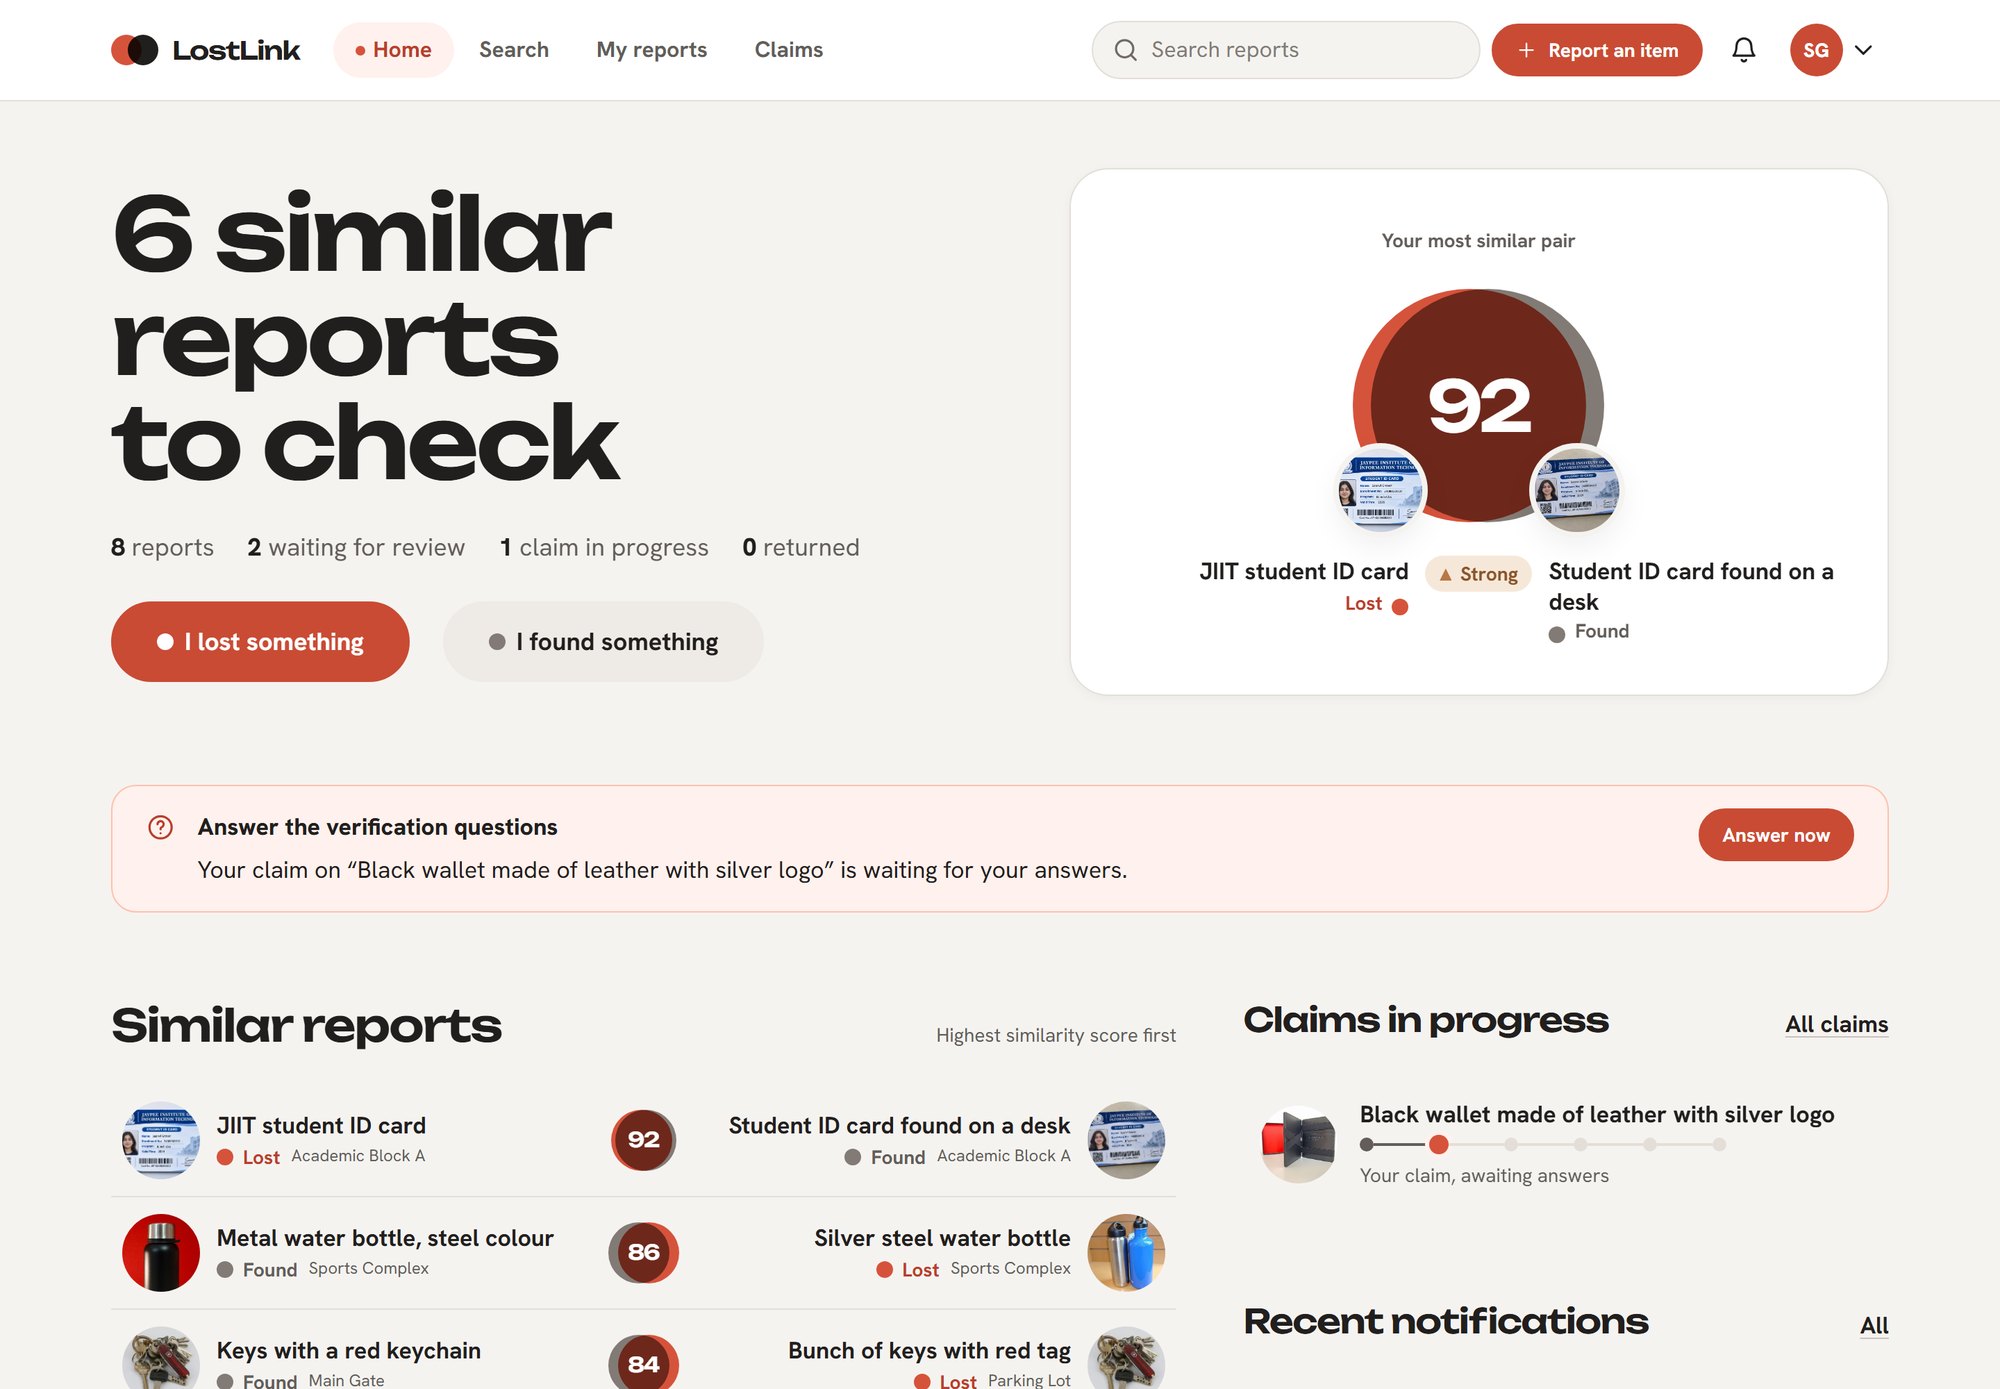 LostLink
Home
Search
My reports
Claims
Search reports
+ Report an item
SG
6 similar
reports
to check
8 reports
2 waiting for review
1 claim in progress
0 returned
I lost something
I found something
Your most similar pair
92
JAYPEE INSTITUTE OF
INFORMATION
STUDENT ID CARD
JIIT student ID card
Lost
Strong
Student ID card found on a
desk
Found
Answer the verification questions
Your claim on “Black wallet made of leather with silver logo” is waiting for your answers.
Answer now
Similar reports
Highest similarity score first
JIIT student ID card
Lost
Academic Block A
92
Student ID card found on a desk
Found
Academic Block A
Metal water bottle, steel colour
Found
Sports Complex
86
Silver steel water bottle
Lost
Sports Complex
Keys with a red keychain
Found
Main Gate
84
Bunch of keys with red tag
Lost
Parking Lot
Claims in progress
All claims
Black wallet made of leather with silver logo
Your claim, awaiting answers
Recent notifications
All